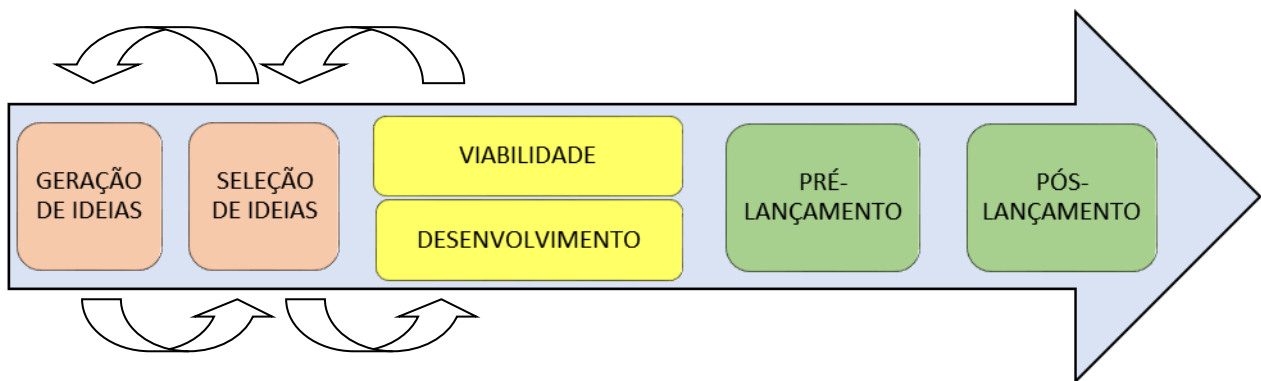 GERAÇÃO
DE IDEIAS
SELEÇÃO
DE IDEIAS
VIABILIDADE
DESENVOLVIMENTO
PRÉ-
LANÇAMENTO
PÓS-
LANÇAMENTO